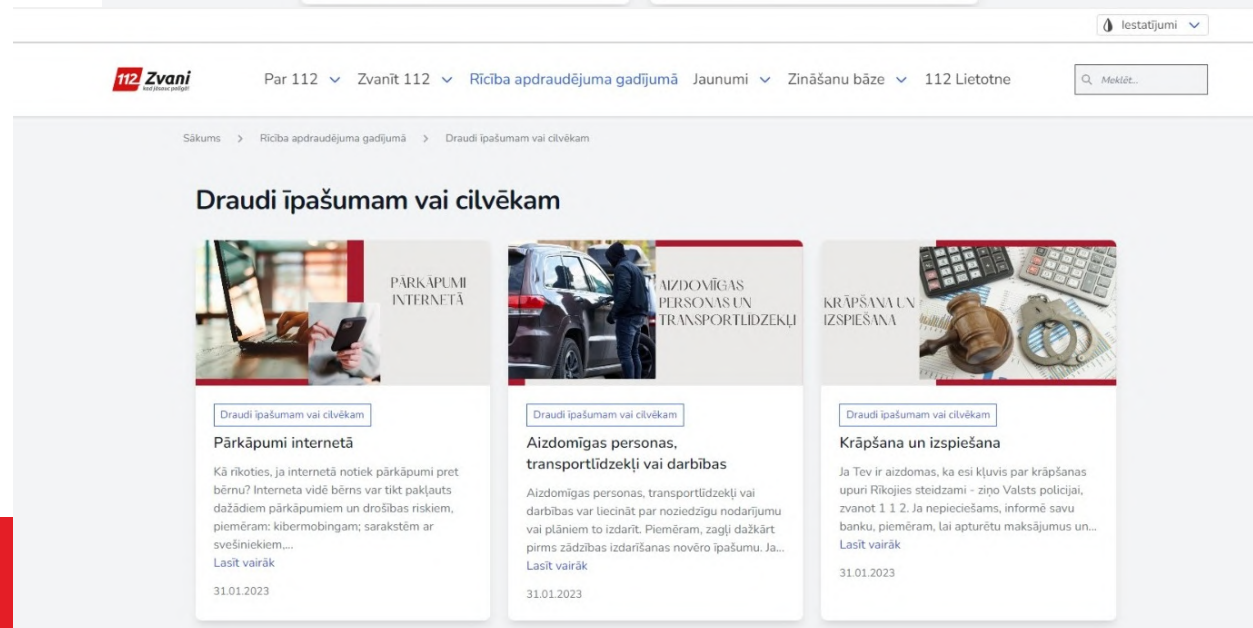 Iestatījumi
112 Zvani
kad jāsauc palīgā!
Par 112 Zvanīt 112 Rīcība apdraudējuma gadījumā Jaunumi Zināšanu bāze 112 Lietotne
Meklēt...
Sākums > Rīcība apdraudējuma gadījumā > Draudi īpašumam vai cilvēkam
Draudi īpašumam vai cilvēkam
PĀRKĀPUMI
INTERNETĀ
Draudi īpašumam vai cilvēkam
Pārkāpumi internetā
Kā rīkoties, ja internetā notiek pārkāpumi pret
bērnu? Interneta vidē bērns var tikt pakļauts
dažādiem pārkāpumiem un drošības riskiem,
piemēram: kibermobingam; sarakstēm ar
svešiniekiem,...
Lasīt vairāk
31.01.2023
AIZDOMĪGAS
PERSONAS UN
TRANSPORTLĪDZEKĻI
Draudi īpašumam vai cilvēkam
Aizdomīgas personas,
transportlīdzekļi vai darbības
Aizdomīgas personas, transportlīdzekļi vai
darbības var liecināt par noziedzīgu nodarījumu
vai plāniem to izdarīt. Piemēram, zagļi dažkārt
pirms zādzības izdarīšanas novēro īpašumu. Ja...
Lasīt vairāk
31.01.2023
KRĀPŠANA UN
IZSPIEŠANA
Draudi īpašumam vai cilvēkam
Krāpšana un izspiešana
Ja Tev ir aizdomas, ka esi kļuvis par krāpšanas
upuri Rīkojies steidzami - ziņo Valsts policijai,
zvanot 1 1 2. Ja nepieciešams, informē savu
banku, piemēram, lai apturētu maksājumus un...
Lasīt vairāk
31.01.2023